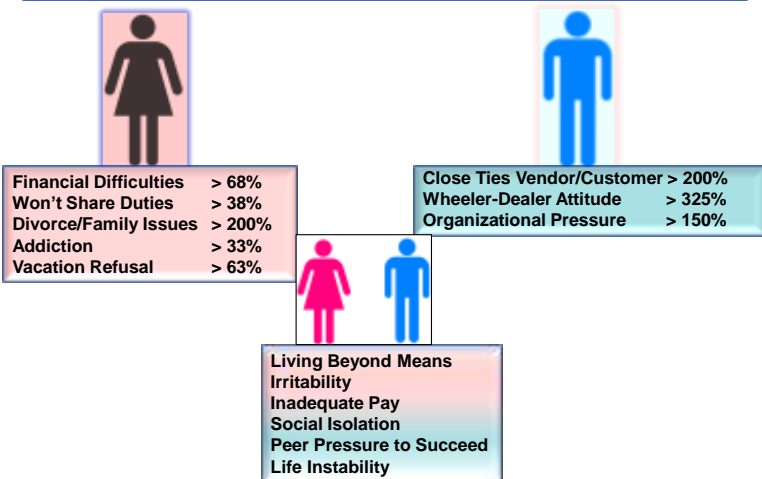 Financial Difficulties > 68%
Won't Share Duties > 38%
Divorce/Family Issues > 200%
Addiction > 33%
Vacation Refusal > 63%
Close Ties Vendor/Customer > 200%
Wheeler-Dealer Attitude > 325%
Organizational Pressure > 150%
Living Beyond Means
Irritability
Inadequate Pay
Social Isolation
Peer Pressure to Succeed
Life Instability